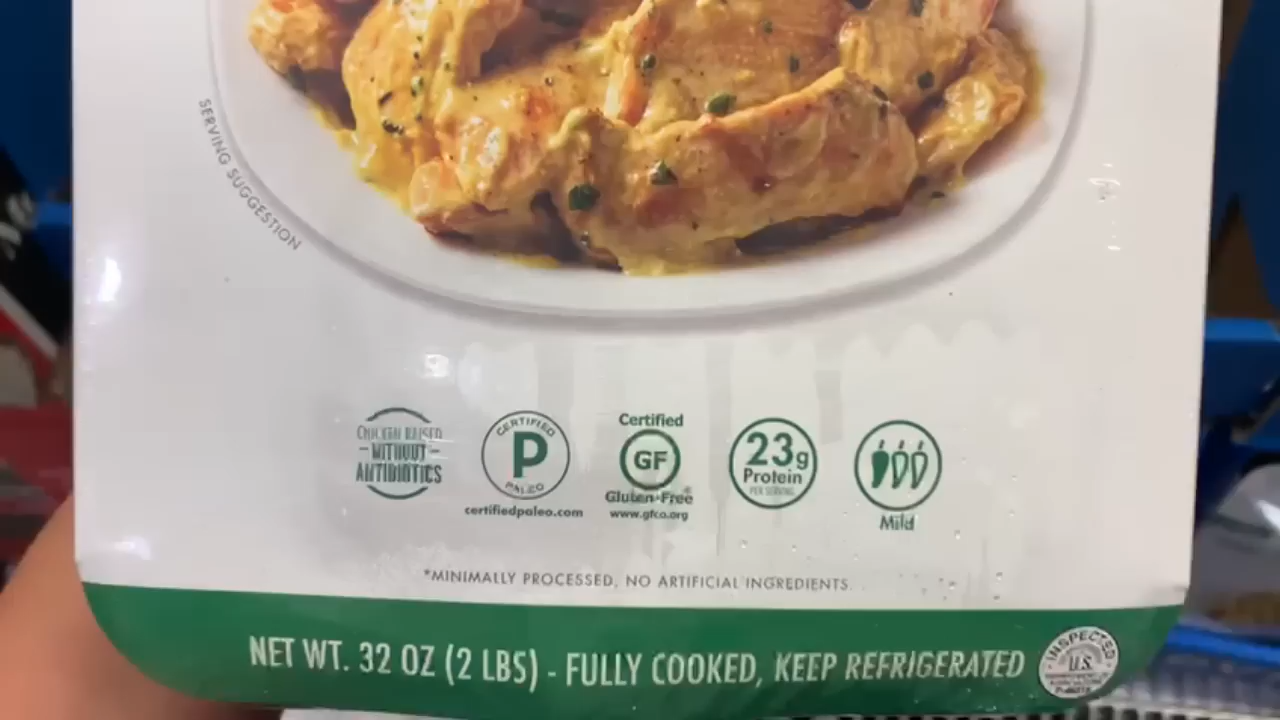 SERVING SUGGESTION
CHICKEN RAISED
- WITHOUT -
ANTIBIOTICS
CERTIFIED
P
PALEO
certifiedpaleo.com
Certified
GF
Gluten-Free®
www.gfco.org
23g
Protein
PER SERVING
Mild
*MINIMALLY PROCESSED, NO ARTIFICIAL INGREDIENTS.
NET WT. 32 OZ (2 LBS) - FULLY COOKED, KEEP REFRIGERATED
INSPECTED
U.S.